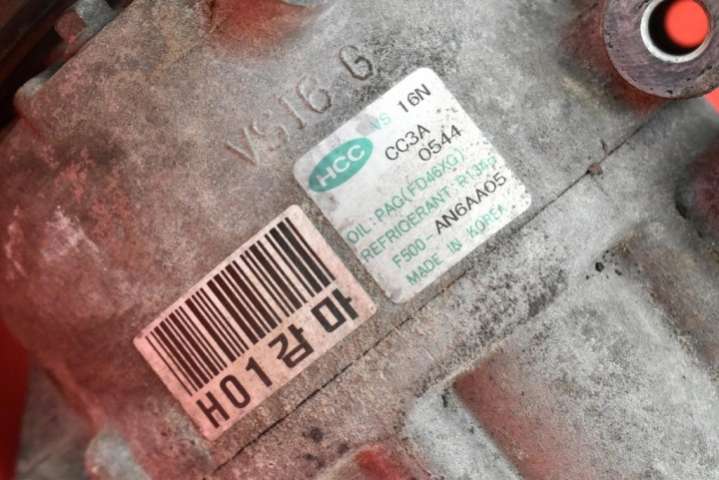 VS16 G
HCC VS 16N
CC3A
0544
OIL:PAG(FD46XG)
REFRIGERANT:R134a
F500-AN6AA05
MADE IN KOREA
H01감마